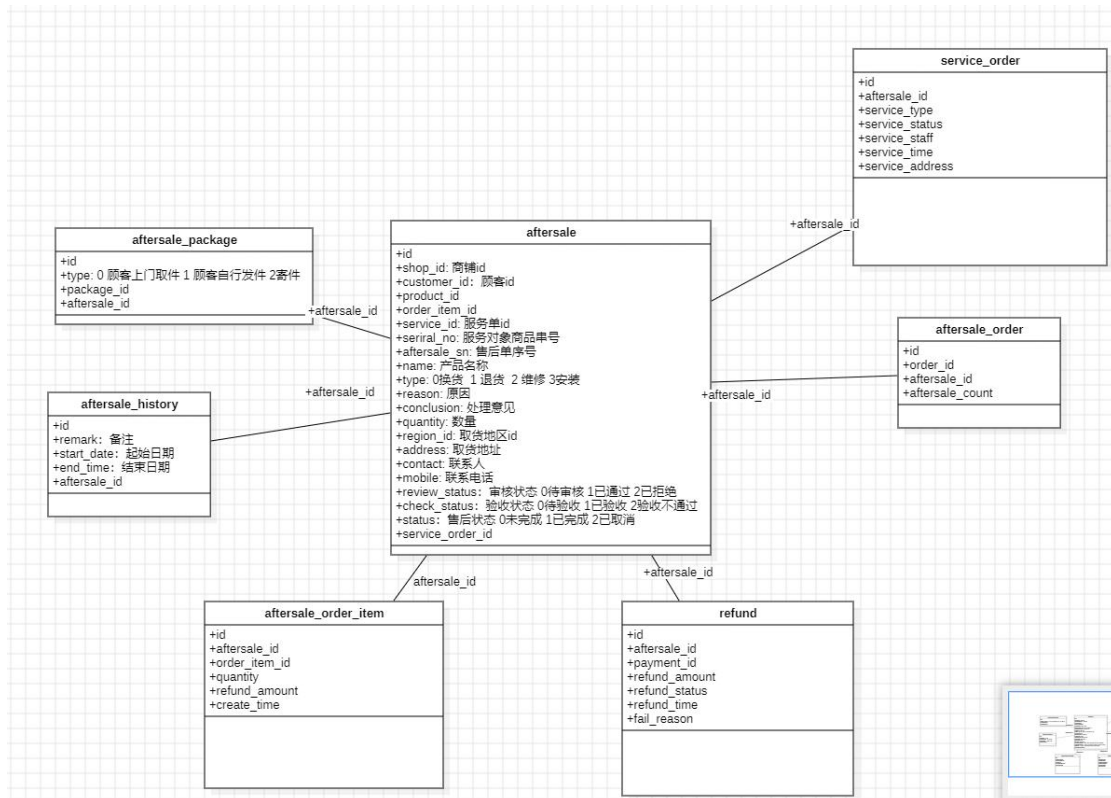 service_order
+id
+aftersale_id
+service_type
+service_status
+service_staff
+service_time
+service_address
+aftersale_id
aftersale_package
+id
+type: 0 顾客上门取件 1 顾客自行发件 2寄件
+package_id
+aftersale_id
+aftersale_id
aftersale
+id
+shop_id: 商铺id
+customer_id：顾客id
+product_id
+order_item_id
+service_id: 服务单id
+seriral_no: 服务对象商品串号
+aftersale_sn: 售后单序号
+name: 产品名称
+type: 0换货 1 退货 2 维修 3安装
+reason: 原因
+conclusion: 处理意见
+quantity: 数量
+region_id: 取货地区id
+address: 取货地址
+contact: 联系人
+mobile: 联系电话
+review_status：审核状态 0待审核 1已通过 2已拒绝
+check_status：验收状态 0待验收 1已验收 2验收不通过
+status：售后状态 0未完成 1已完成 2已取消
+service_order_id
aftersale_order
+id
+order_id
+aftersale_id
+aftersale_count
+aftersale_id
aftersale_history
+id
+remark：备注
+start_date：起始日期
+end_time：结束日期
+aftersale_id
+aftersale_id
aftersale_id
aftersale_order_item
+id
+aftersale_id
+order_item_id
+quantity
+refund_amount
+create_time
+aftersale_id
refund
+id
+aftersale_id
+payment_id
+refund_amount
+refund_status
+refund_time
+fail_reason